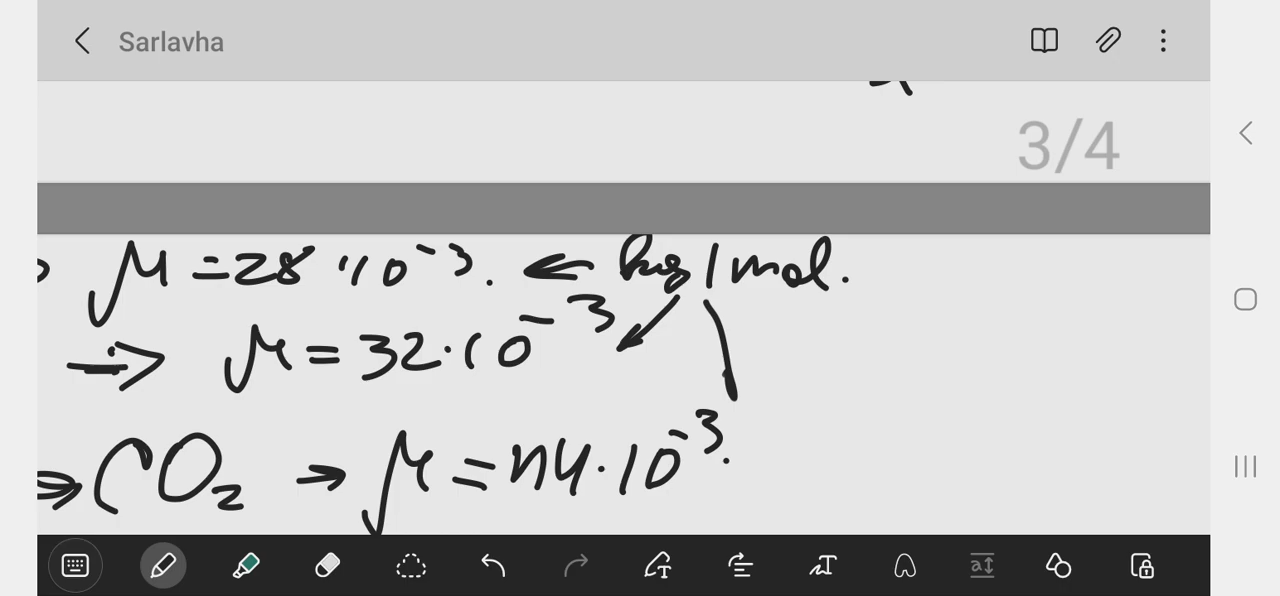 Sarlavha
3/4
μ = 28 · 10⁻³. ← kg/mol.
→ μ = 32 · 10⁻³
⇒ CO₂ → μ = 44 · 10⁻³.